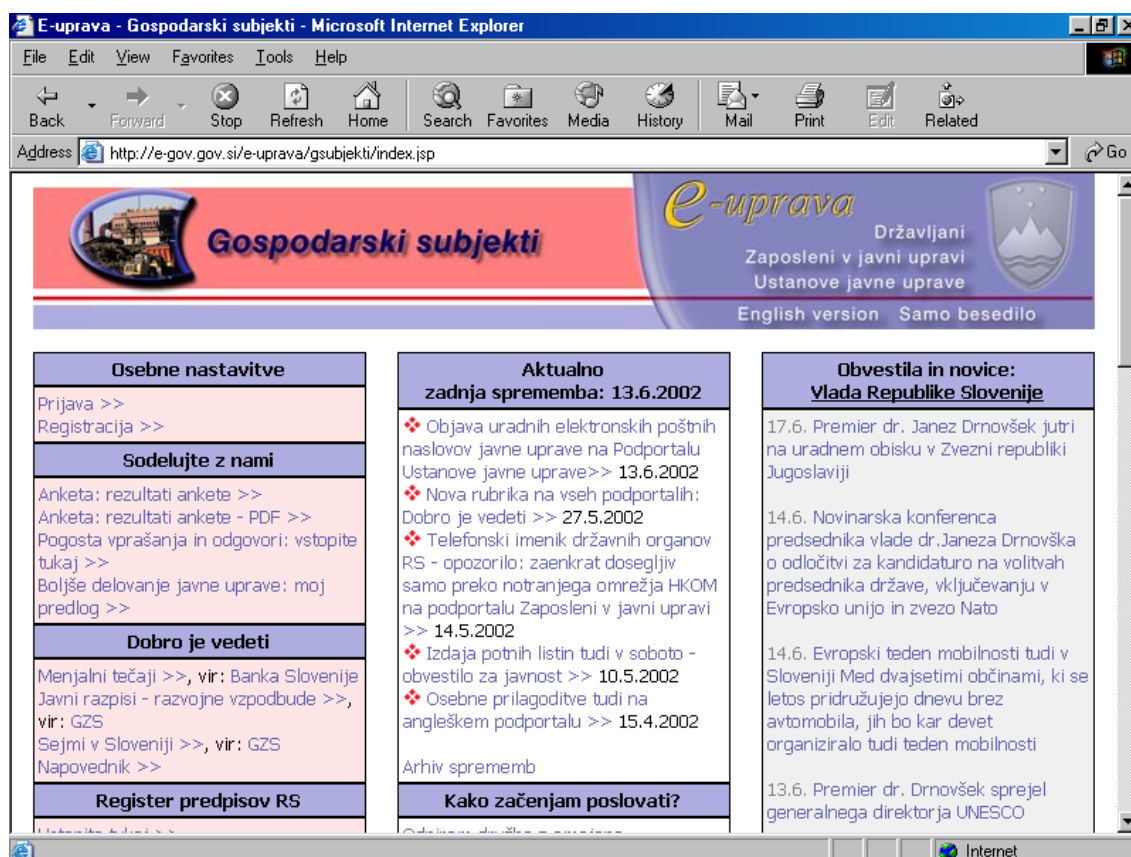 E-uprava - Gospodarski subjekti - Microsoft Internet Explorer
File Edit View Favorites Tools Help
Back Forward Stop Refresh Home Search Favorites Media History Mail Print Edit Related
Address http://e-gov.gov.si/e-uprava/gsubjekti/index.jsp Go
Gospodarski subjekti
e-uprava
Državljani
Zaposleni v javni upravi
Ustanove javne uprave
English version Samo besedilo
Osebne nastavitve
Prijava >>
Registracija >>
Sodelujte z nami
Anketa: rezultati ankete >>
Anketa: rezultati ankete - PDF >>
Pogosta vprašanja in odgovori: vstopite
tukaj >>
Boljše delovanje javne uprave: moj
predlog >>
Dobro je vedeti
Menjalni tečaji >>, vir: Banka Slovenije
Javni razpisi - razvojne vzpodbude >>,
vir: GZS
Sejmi v Sloveniji >>, vir: GZS
Napovednik >>
Register predpisov RS
Aktualno
zadnja sprememba: 13.6.2002
Objava uradnih elektronskih poštnih
naslovov javne uprave na Podportalu
Ustanove javne uprave>> 13.6.2002
Nova rubrika na vseh podportalih:
Dobro je vedeti >> 27.5.2002
Telefonski imenik državnih organov
RS - opozorilo: zaenkrat dosegljiv
samo preko notranjega omrežja HKOM
na podportalu Zaposleni v javni upravi
>> 14.5.2002
Izdaja potnih listin tudi v soboto -
obvestilo za javnost >> 10.5.2002
Osebne prilagoditve tudi na
angleškem podportalu >> 15.4.2002
Arhiv sprememb
Kako začenjam poslovati?
Obvestila in novice:
Vlada Republike Slovenije
17.6. Premier dr. Janez Drnovšek jutri
na uradnem obisku v Zvezni republiki
Jugoslaviji
14.6. Novinarska konferenca
predsednika vlade dr.Janeza Drnovška
o odločitvi za kandidaturo na volitvah
predsednika države, vključevanju v
Evropsko unijo in zvezo Nato
14.6. Evropski teden mobilnosti tudi v
Sloveniji Med dvajsetimi občinami, ki se
letos pridružujejo dnevu brez
avtomobila, jih bo kar devet
organiziralo tudi teden mobilnosti
13.6. Premier dr. Drnovšek sprejel
generalnega direktorja UNESCO
Internet